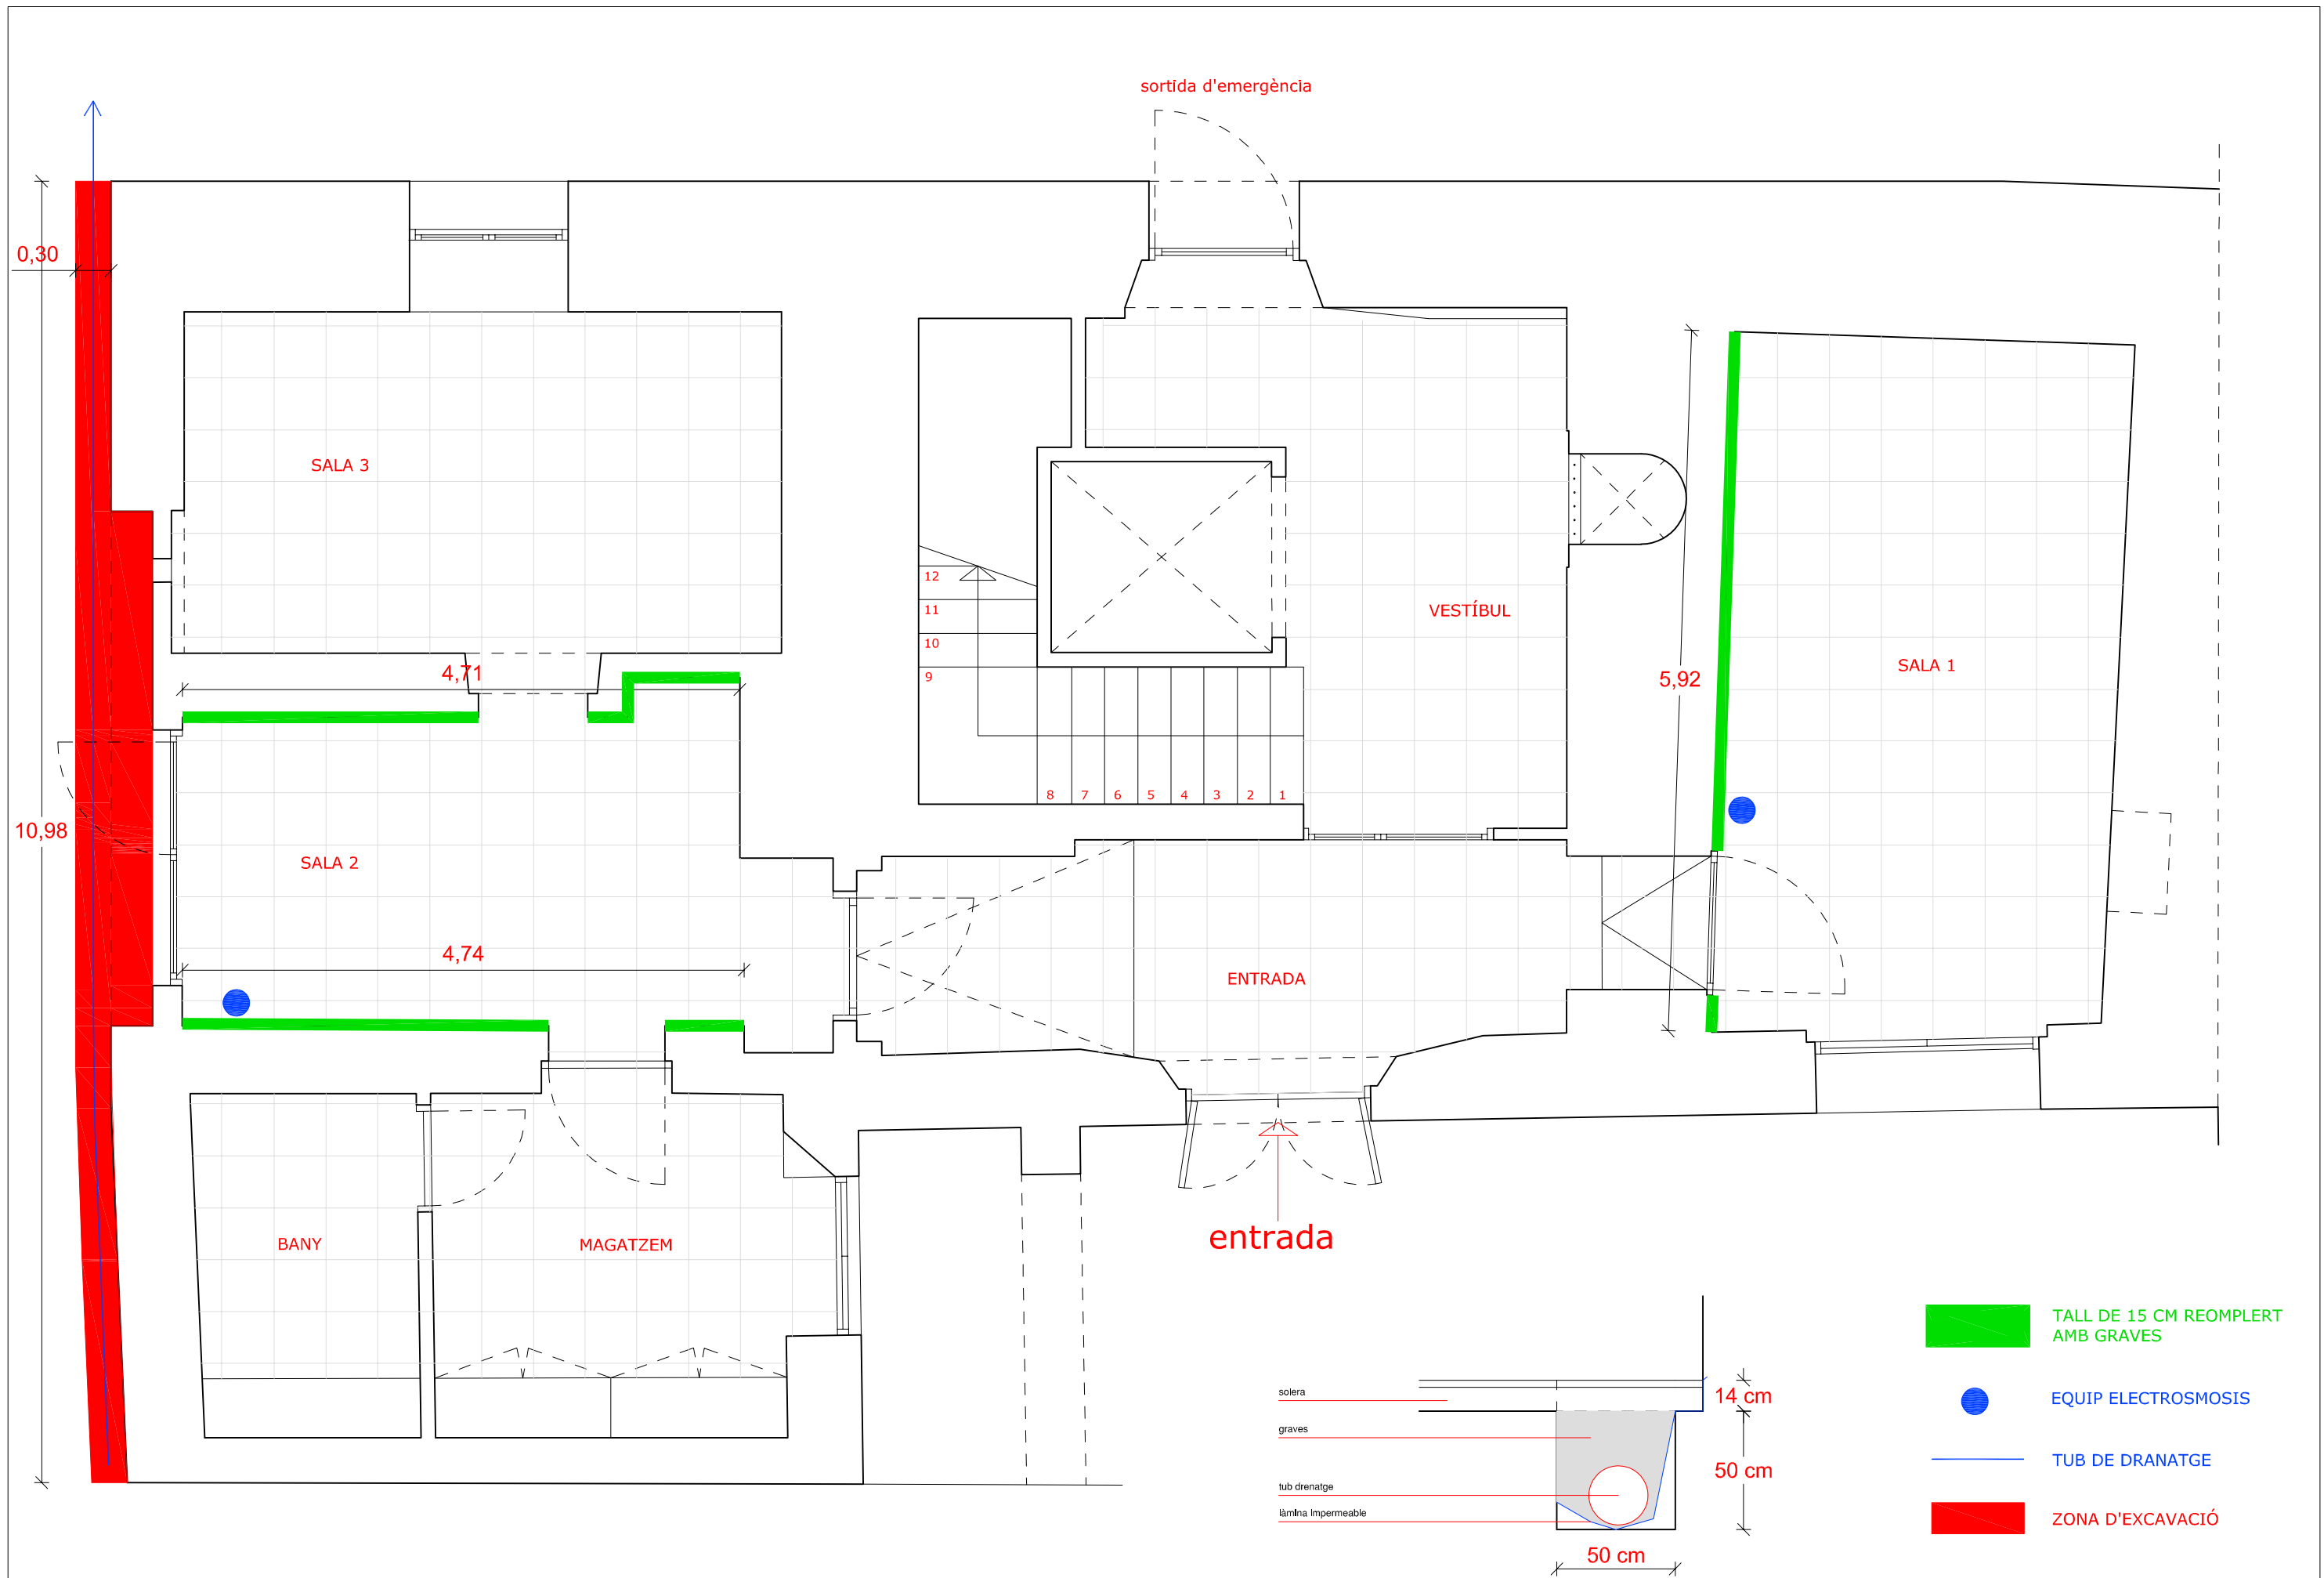 sortida d'emergència
0,30
SALA 3
12
11
10
9
VESTÍBUL
SALA 1
4,71
5,92
8
7
6
5
4
3
2
1
10,98
SALA 2
4,74
ENTRADA
entrada
BANY
MAGATZEM
solera
graves
tub drenatge
làmina Impermeable
14 cm
50 cm
50 cm
TALL DE 15 CM REOMPLERT
AMB GRAVES
EQUIP ELECTROSMOSIS
TUB DE DRANATGE
ZONA D'EXCAVACIÓ